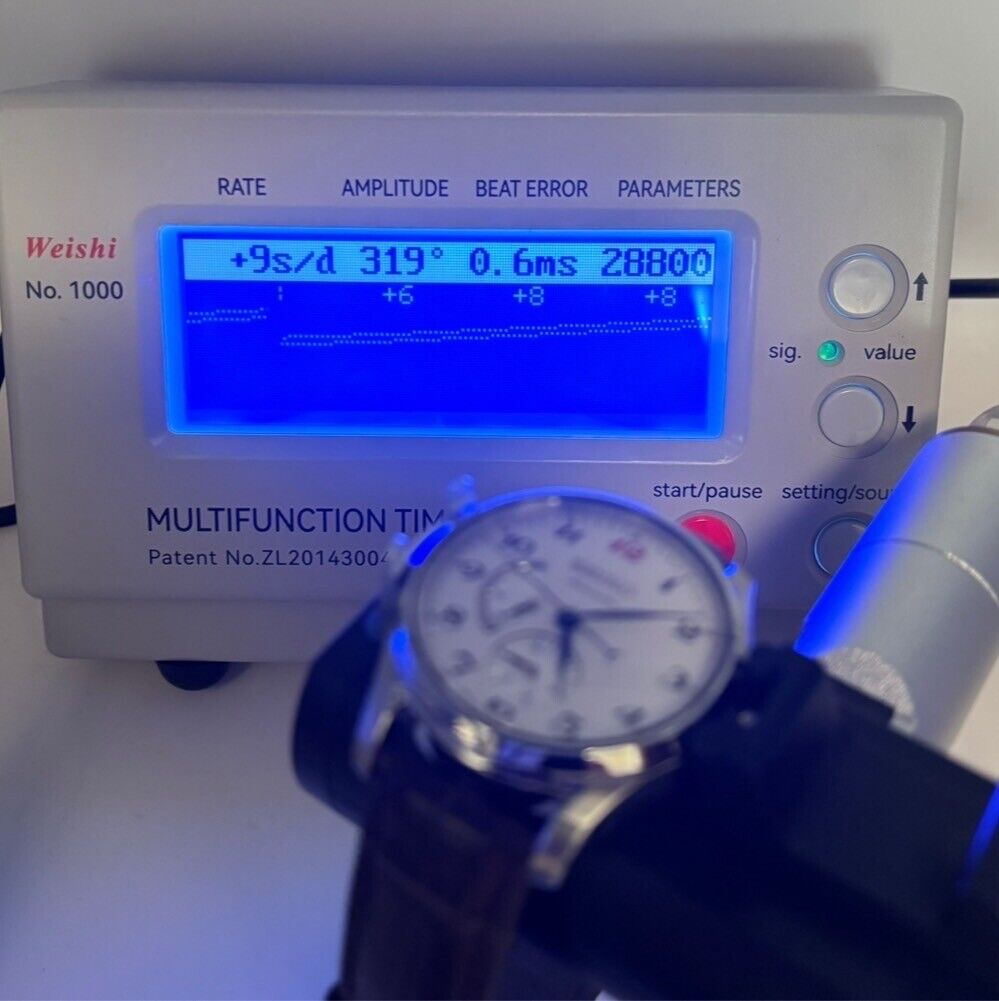 RATE AMPLITUDE BEAT ERROR PARAMETERS
Weishi
No. 1000
+9s/d 319° 0.6ms 28800
+6 +8 +8
sig. value
start/pause setting/sou
MULTIFUNCTION TIM
Patent No.ZL20143004